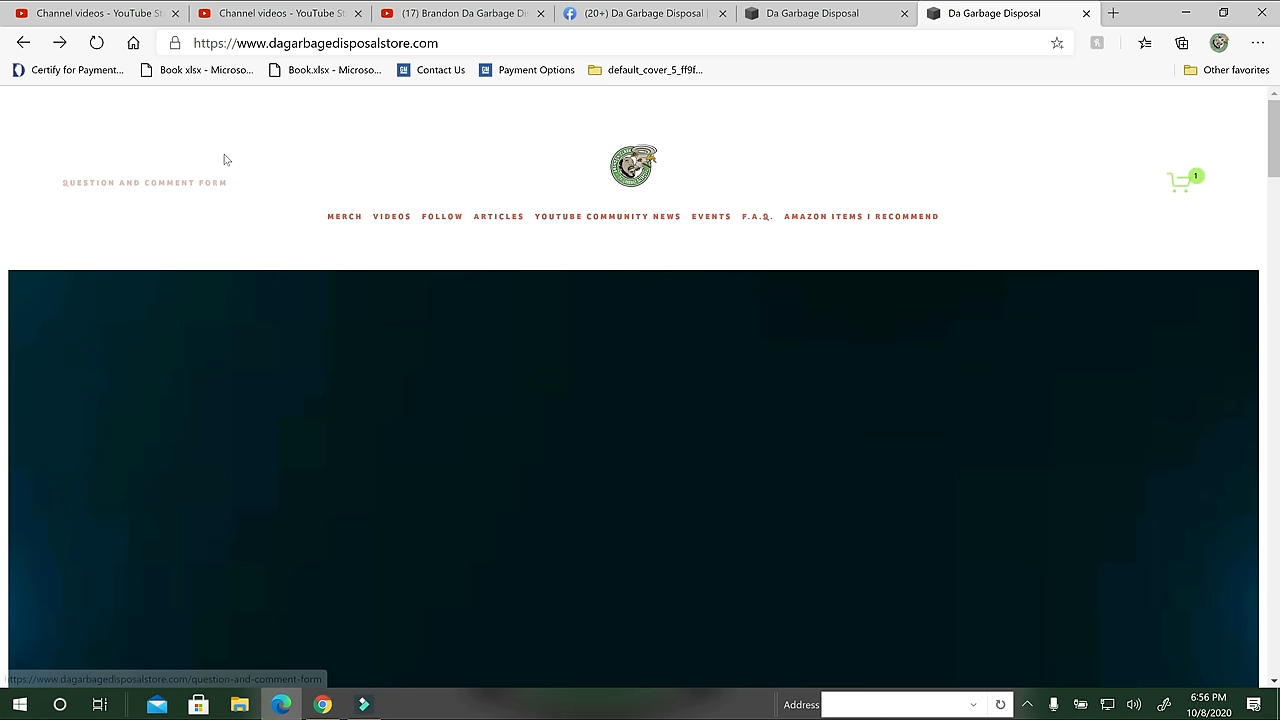 Channel videos - YouTube St
Channel videos - YouTube St
(17) Brandon Da Garbage Di
(20+) Da Garbage Disposal |
Da Garbage Disposal
Da Garbage Disposal
https://www.dagarbagedisposalstore.com
Certify for Payment...
Book xlsx - Microso...
Book.xlsx - Microso...
Contact Us
Payment Options
default_cover_5_ff9f...
Other favorites
QUESTION AND COMMENT FORM
1
MERCH VIDEOS FOLLOW ARTICLES YOUTUBE COMMUNITY NEWS EVENTS F.A.Q. AMAZON ITEMS I RECOMMEND
https://www.dagarbagedisposalstore.com/question-and-comment-form
Address
6:56 PM
10/8/2020